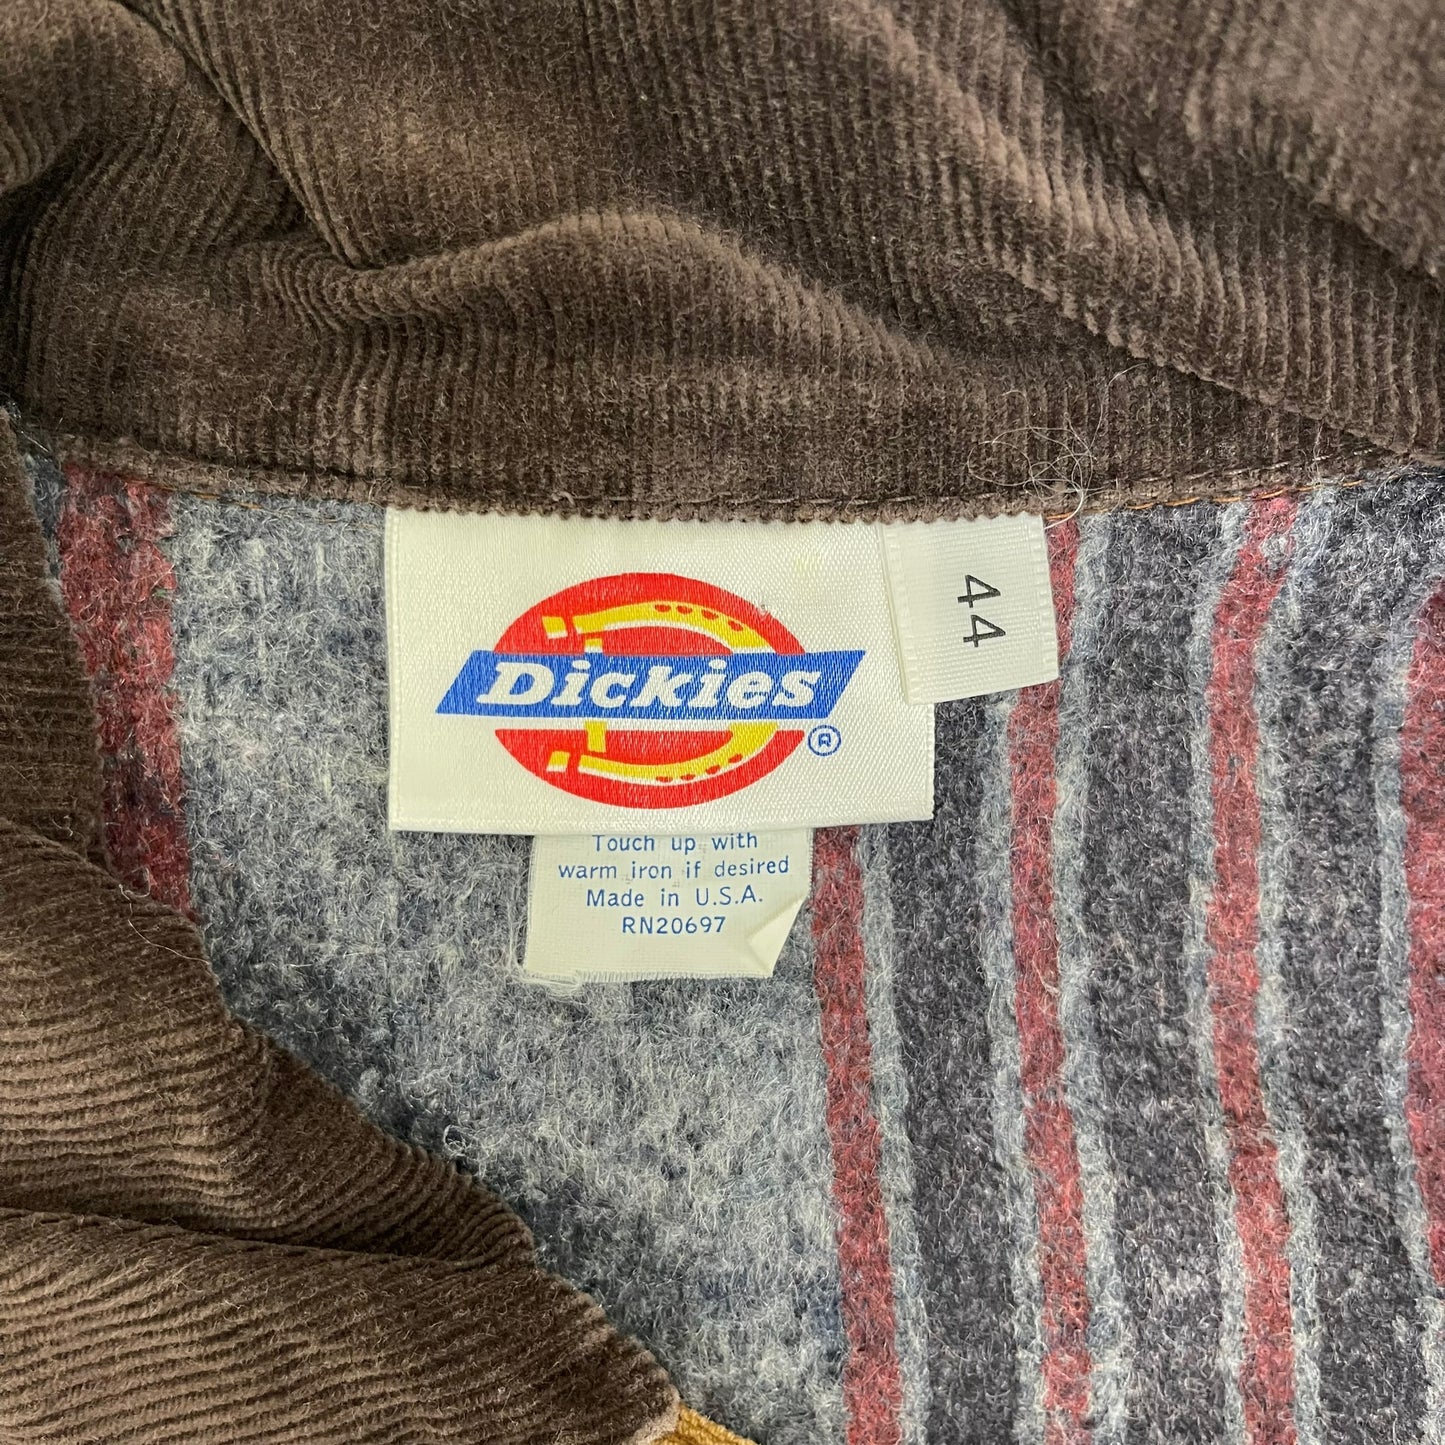 Dickies
®
44
Touch up with
warm iron if desired
Made in U.S.A.
RN20697